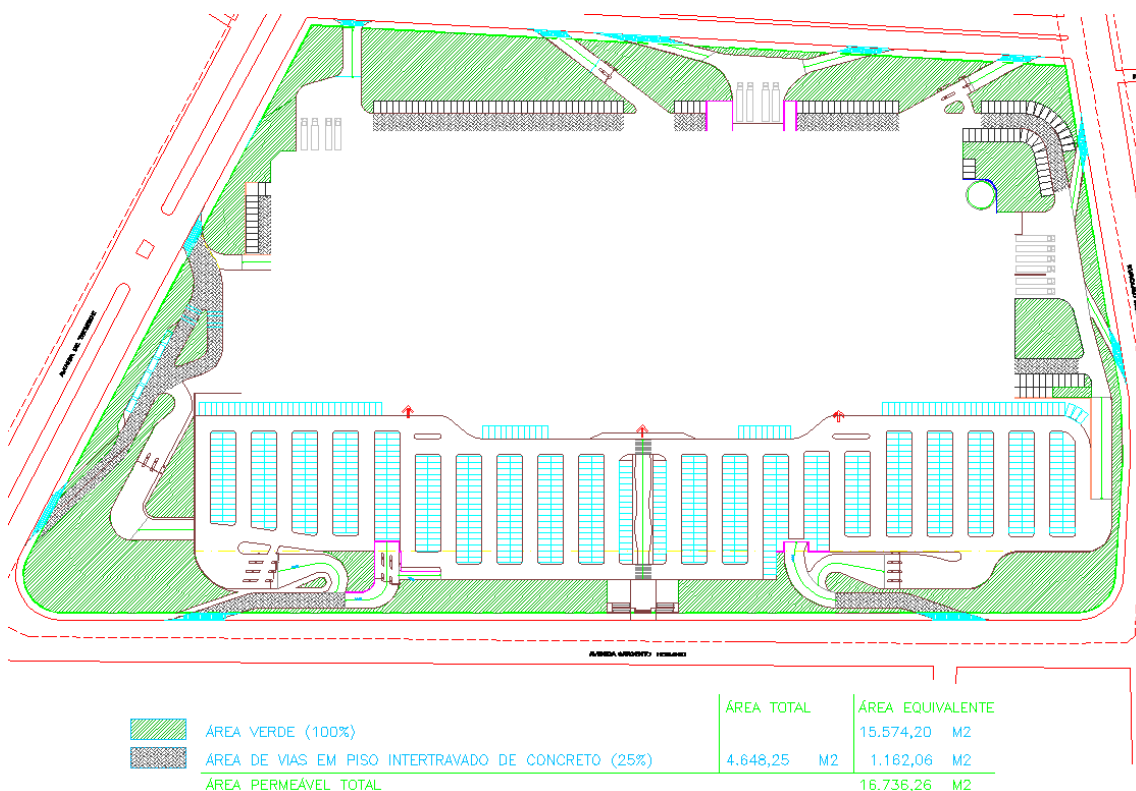 ÁREA TOTAL ÁREA EQUIVALENTE
ÁREA VERDE (100%) 15.574,20 M2
ÁREA DE VIAS EM PISO INTERTRAVADO DE CONCRETO (25%) 4.648,25 M2 1.162,06 M2
ÁREA PERMEÁVEL TOTAL 16.736,26 M2